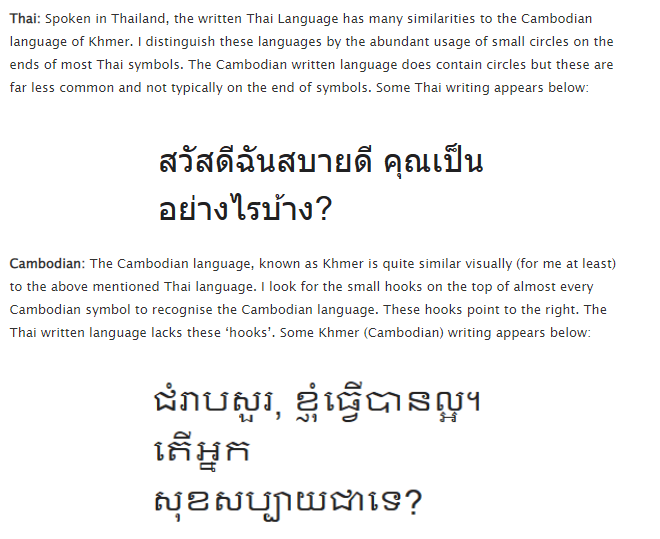 Thai: Spoken in Thailand, the written Thai Language has many similarities to the Cambodian
language of Khmer. I distinguish these languages by the abundant usage of small circles on the
ends of most Thai symbols. The Cambodian written language does contain circles but these are
far less common and not typically on the end of symbols. Some Thai writing appears below:
สวัสดีฉันสบายดี คุณเป็น
อย่างไรบ้าง?
Cambodian: The Cambodian language, known as Khmer is quite similar visually (for me at least)
to the above mentioned Thai language. I look for the small hooks on the top of almost every
Cambodian symbol to recognise the Cambodian language. These hooks point to the right. The
Thai written language lacks these ‘hooks’. Some Khmer (Cambodian) writing appears below:
ជំរាបសួរ, ខ្ញុំធ្វើបានល្អ។
តើអ្នក
សុខសប្បាយជាទេ?